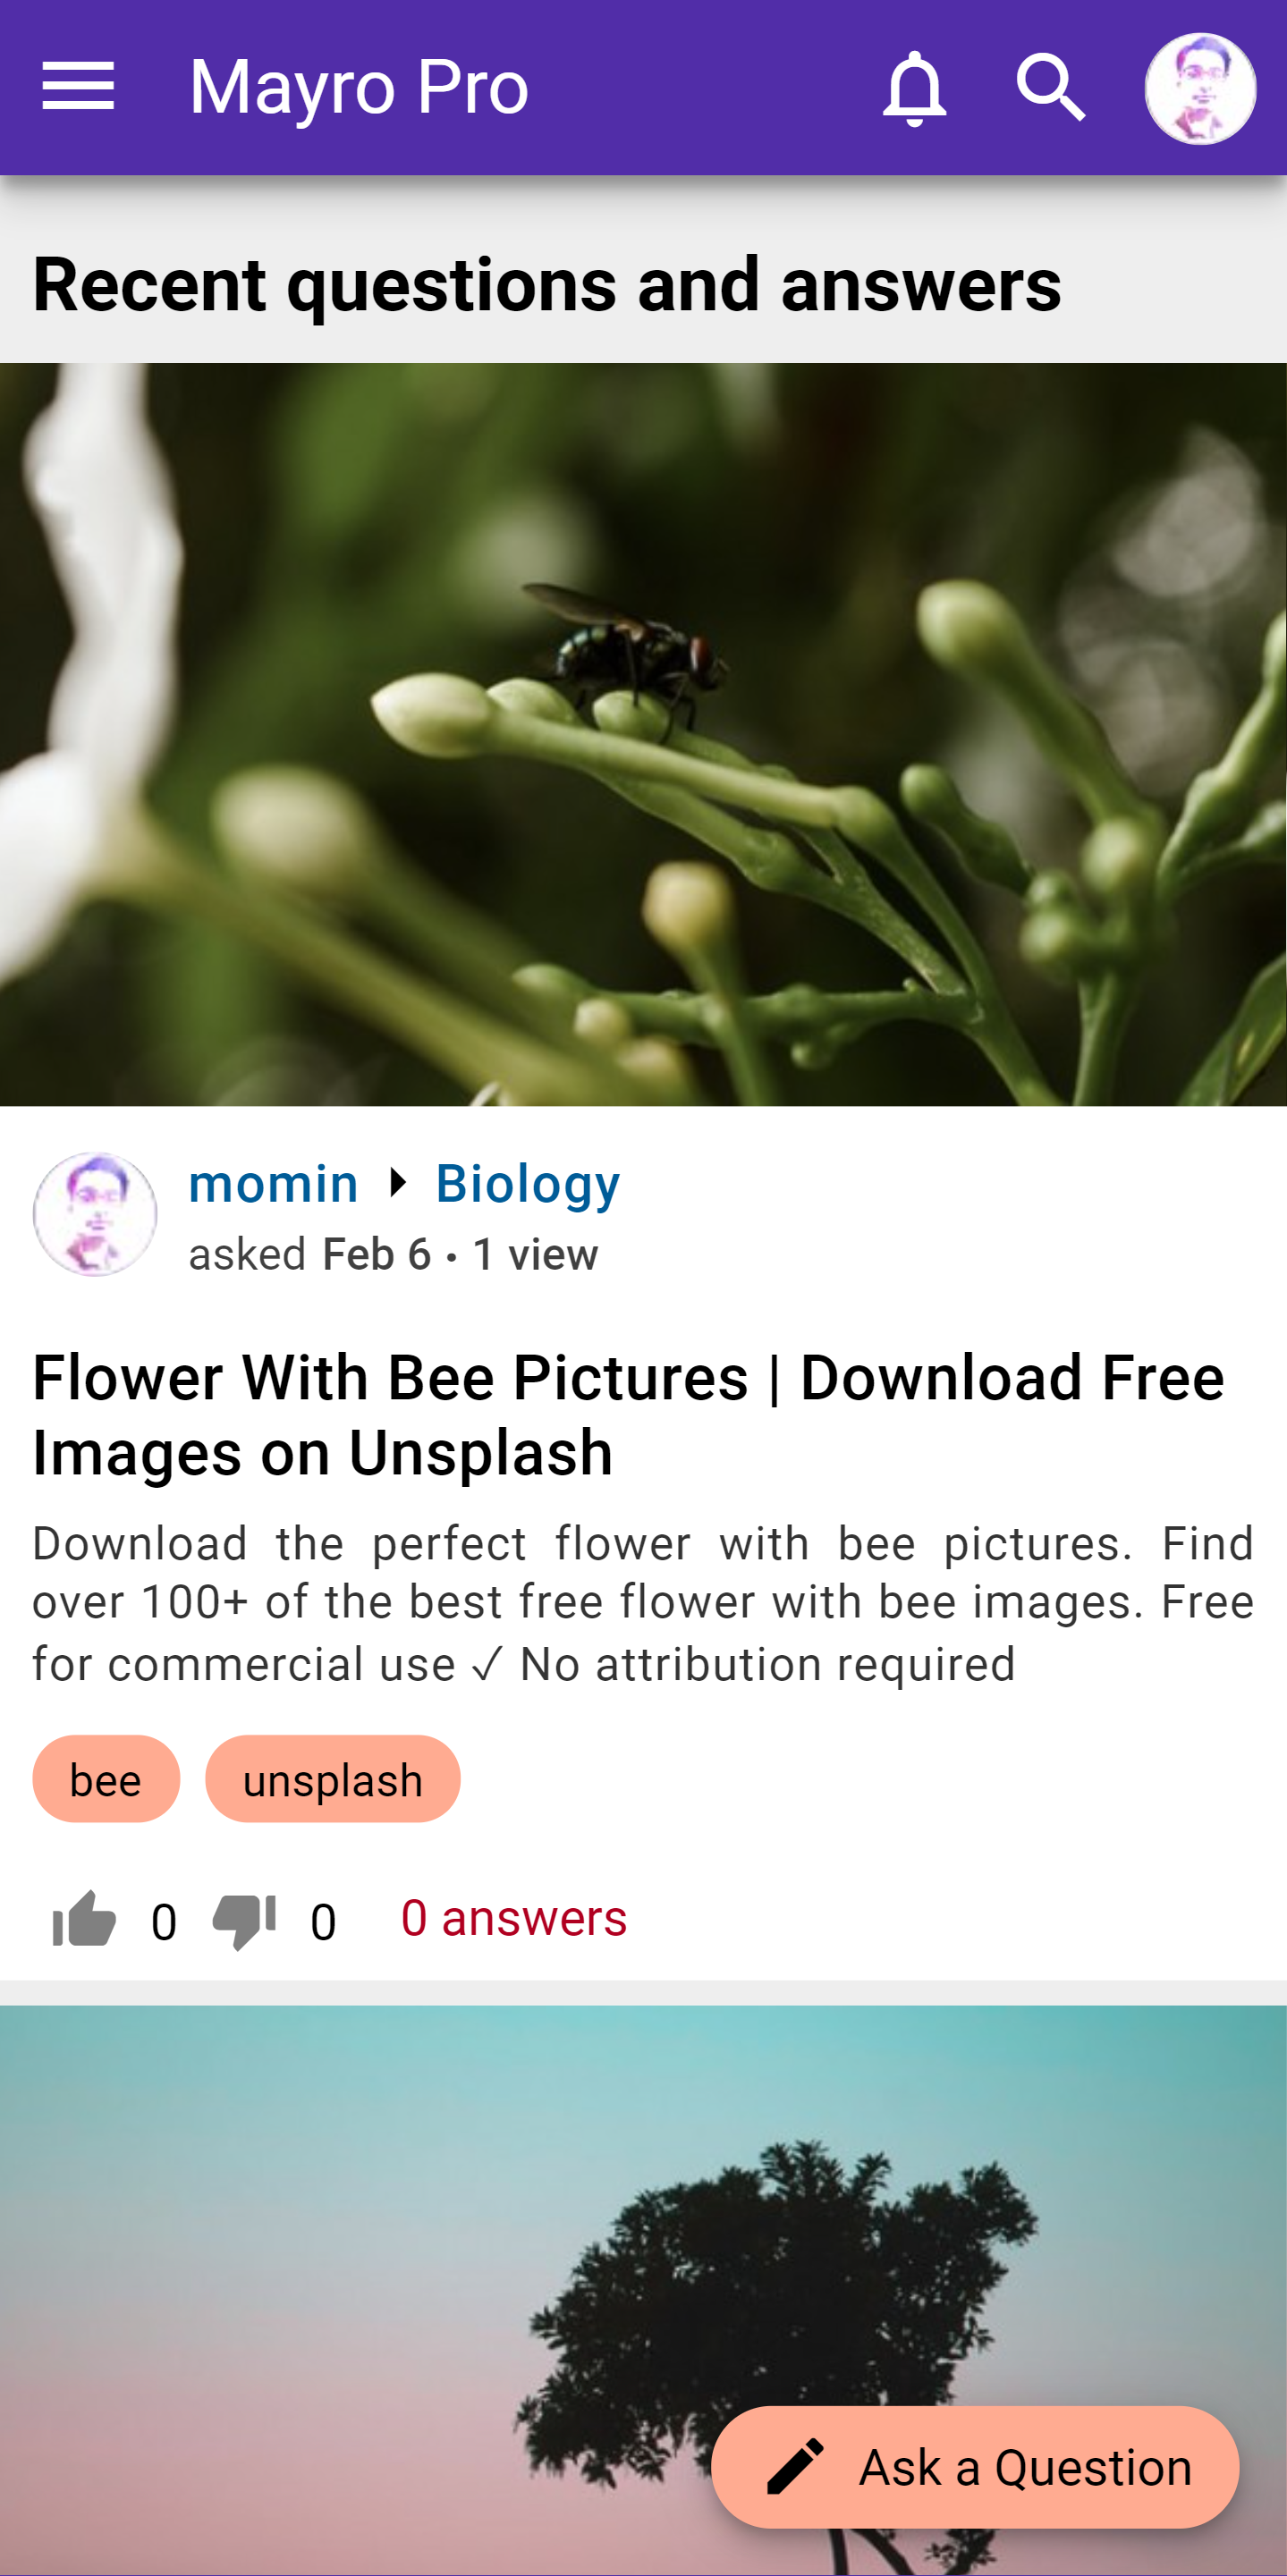 Mayro Pro
Recent questions and answers
momin Biology
asked Feb 6 • 1 view
Flower With Bee Pictures | Download Free
Images on Unsplash
Download the perfect flower with bee pictures. Find
over 100+ of the best free flower with bee images. Free
for commercial use ✓ No attribution required
bee unsplash
0 0 0 answers
Ask a Question